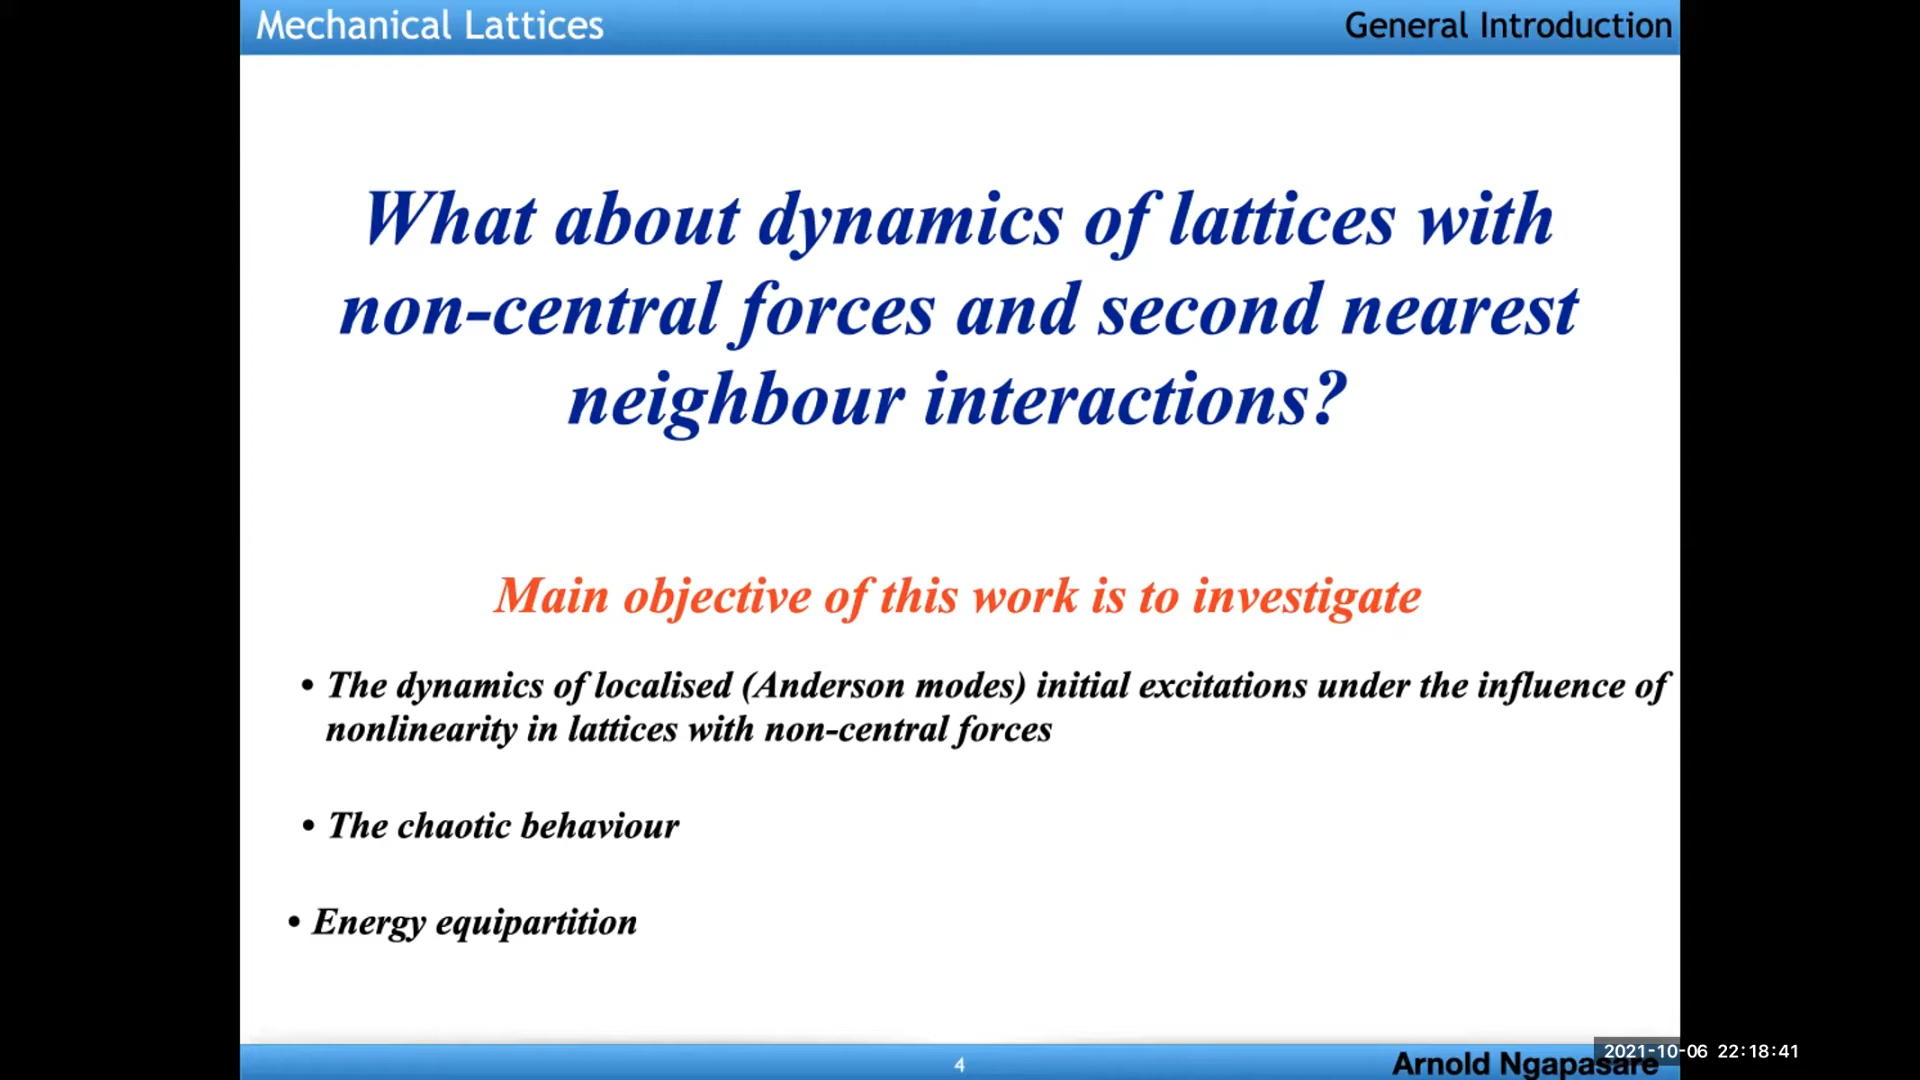 Mechanical Lattices
General Introduction
What about dynamics of lattices with
non-central forces and second nearest
neighbour interactions?
Main objective of this work is to investigate
• The dynamics of localised (Anderson modes) initial excitations under the influence of
nonlinearity in lattices with non-central forces
• The chaotic behaviour
• Energy equipartition
4
Arnold Ngapasare
2021-10-06 22:18:41